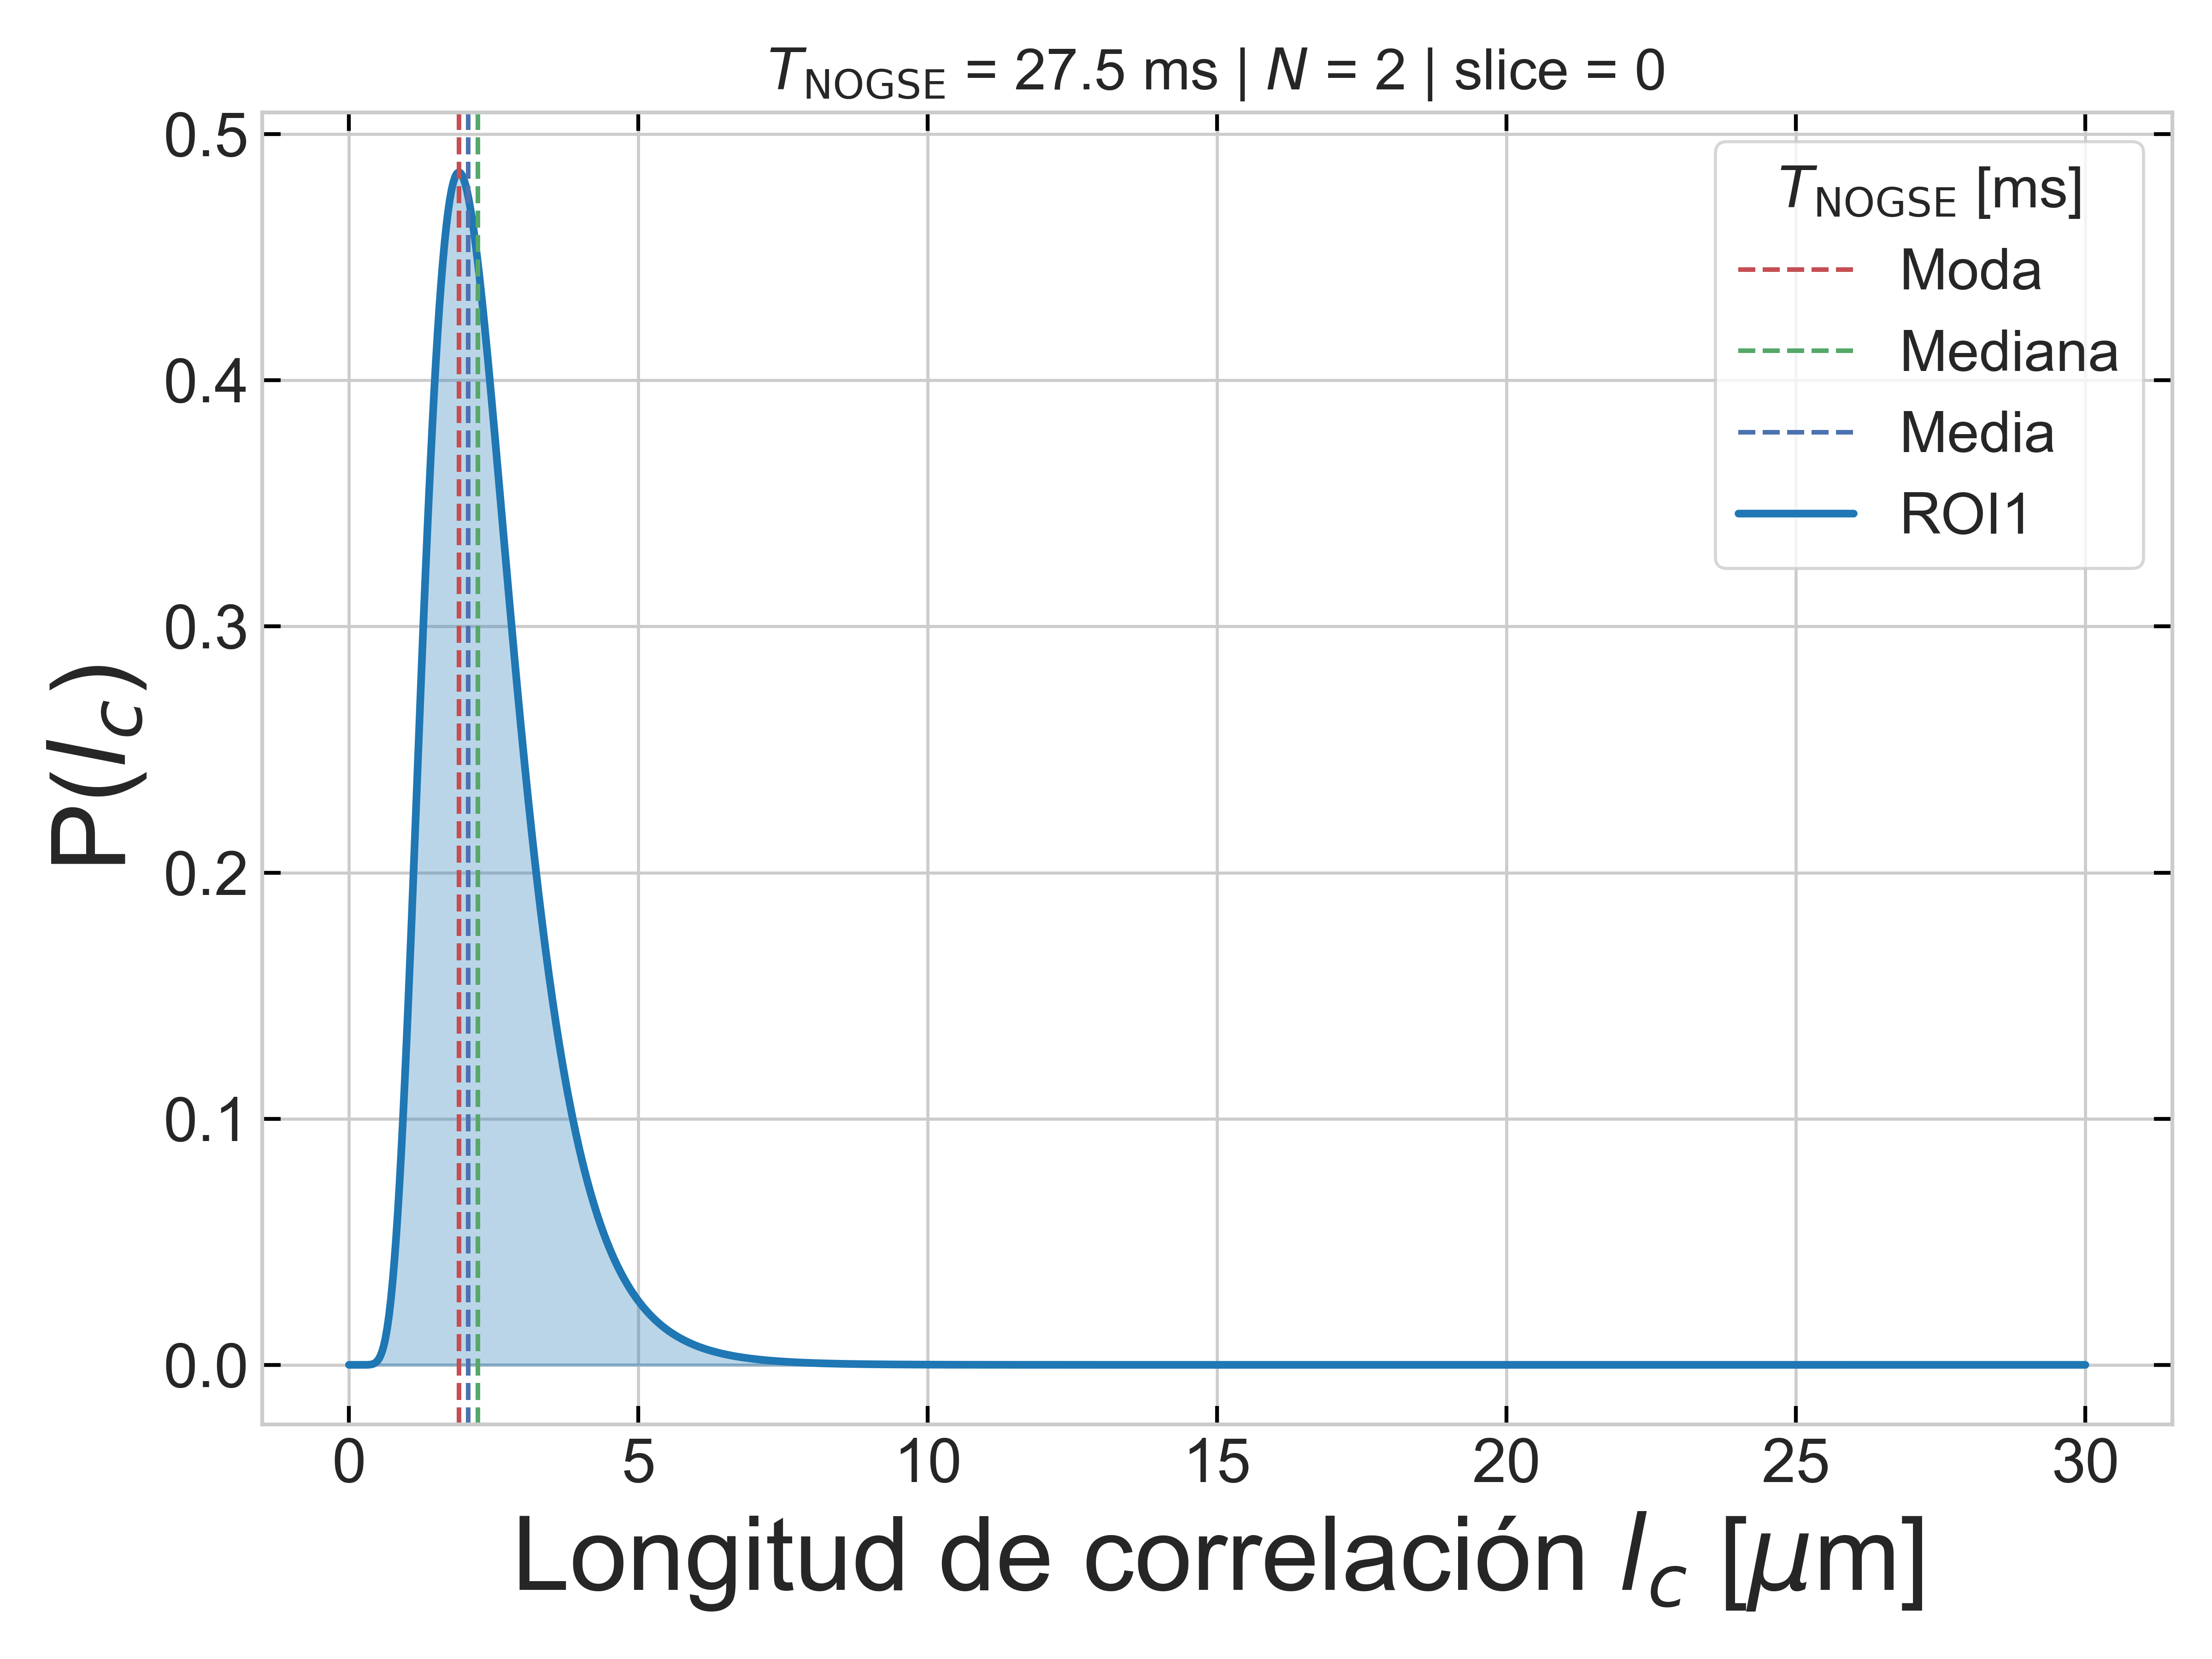 T_NOGSE = 27.5 ms | N = 2 | slice = 0
P(l_c)
0.5
0.4
0.3
0.2
0.1
0.0
T_NOGSE [ms]
Moda
Mediana
Media
ROI1
0 5 10 15 20 25 30
Longitud de correlación l_c [μm]